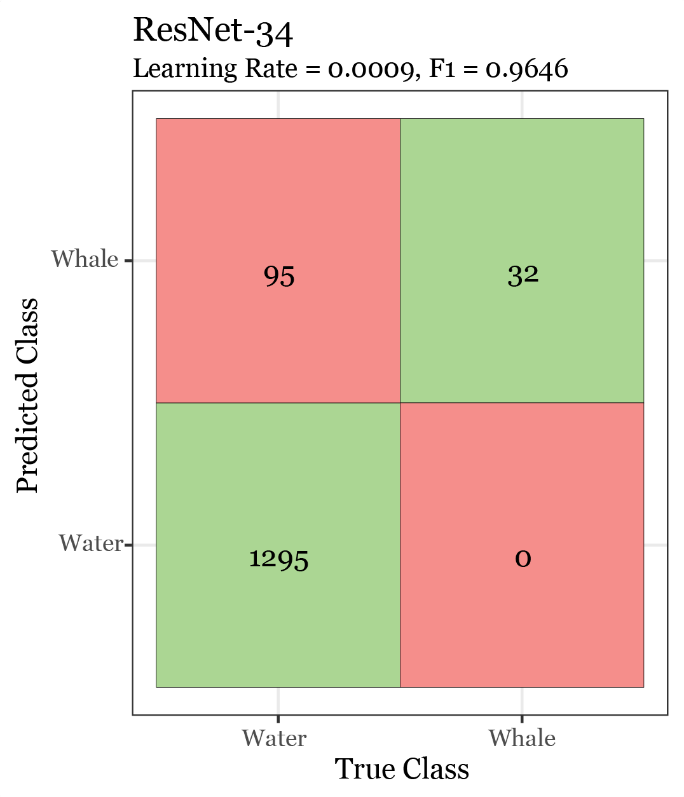 ResNet-34
Learning Rate = 0.0009, F1 = 0.9646
Predicted Class
Whale
95
32
Water
1295
0
Water
Whale
True Class